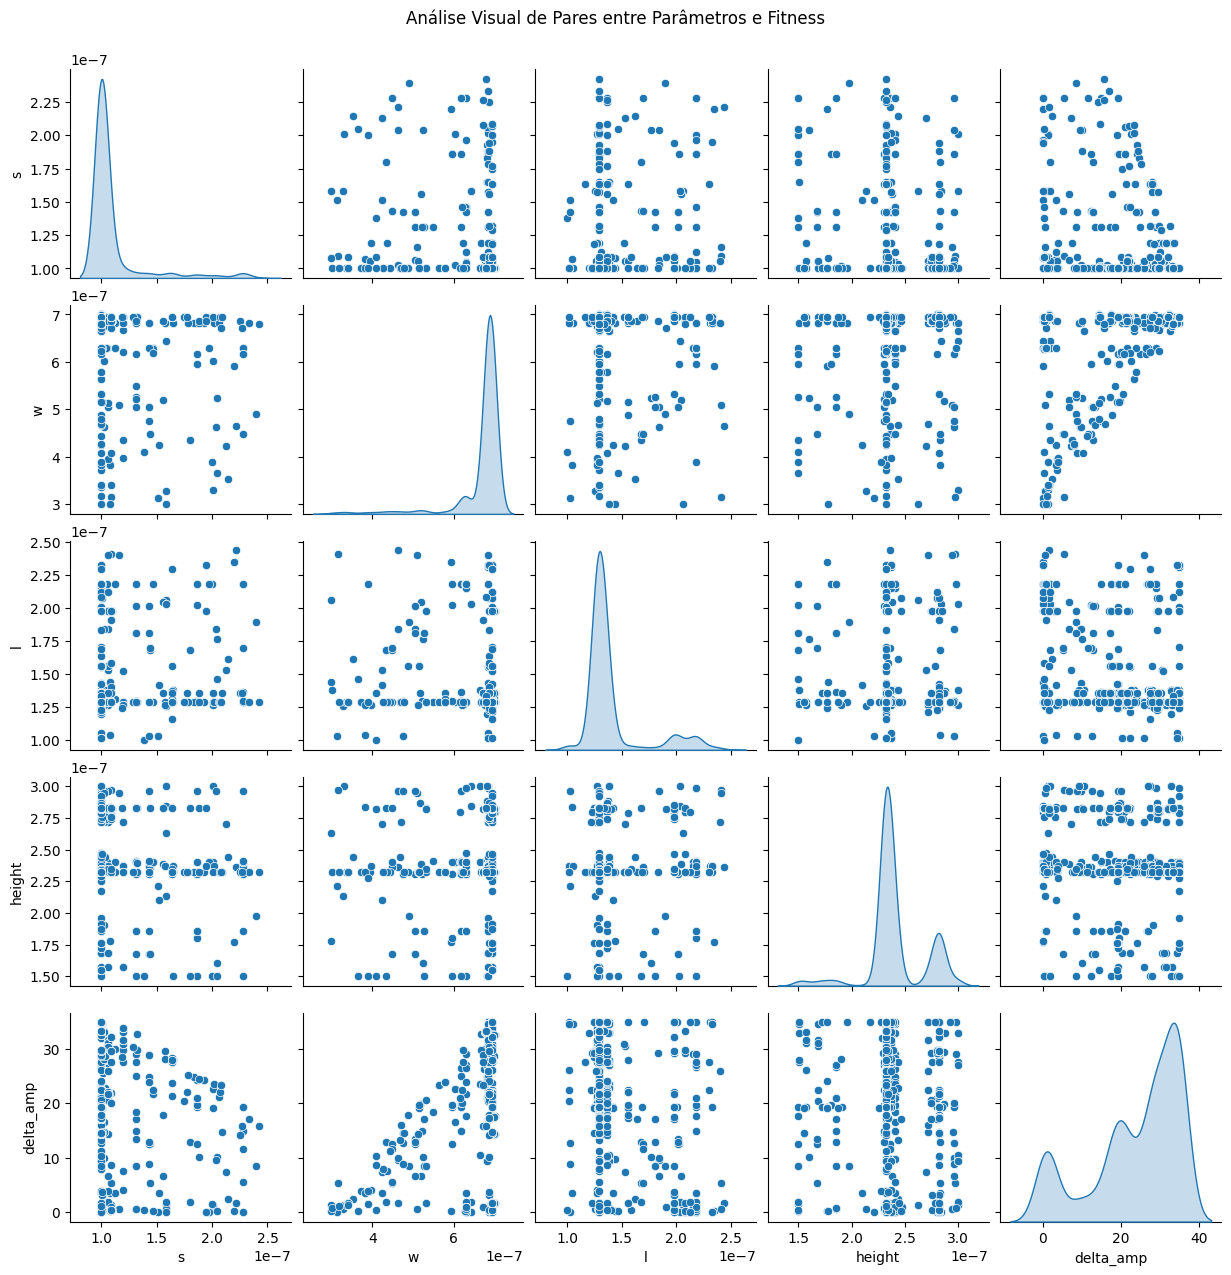 Análise Visual de Pares entre Parâmetros e Fitness
1e−7
2.25
2.00
1.75
1.50
1.25
1.00
s
1e−7
7
6
5
4
3
w
1e−7
2.50
2.25
2.00
1.75
1.50
1.25
1.00
l
1e−7
3.00
2.75
2.50
2.25
2.00
1.75
1.50
height
30
20
10
0
delta_amp
1.0 1.5 2.0 2.5
s 1e−7
4 6
w 1e−7
1.0 1.5 2.0 2.5
l 1e−7
1.5 2.0 2.5 3.0
height 1e−7
0 20 40
delta_amp